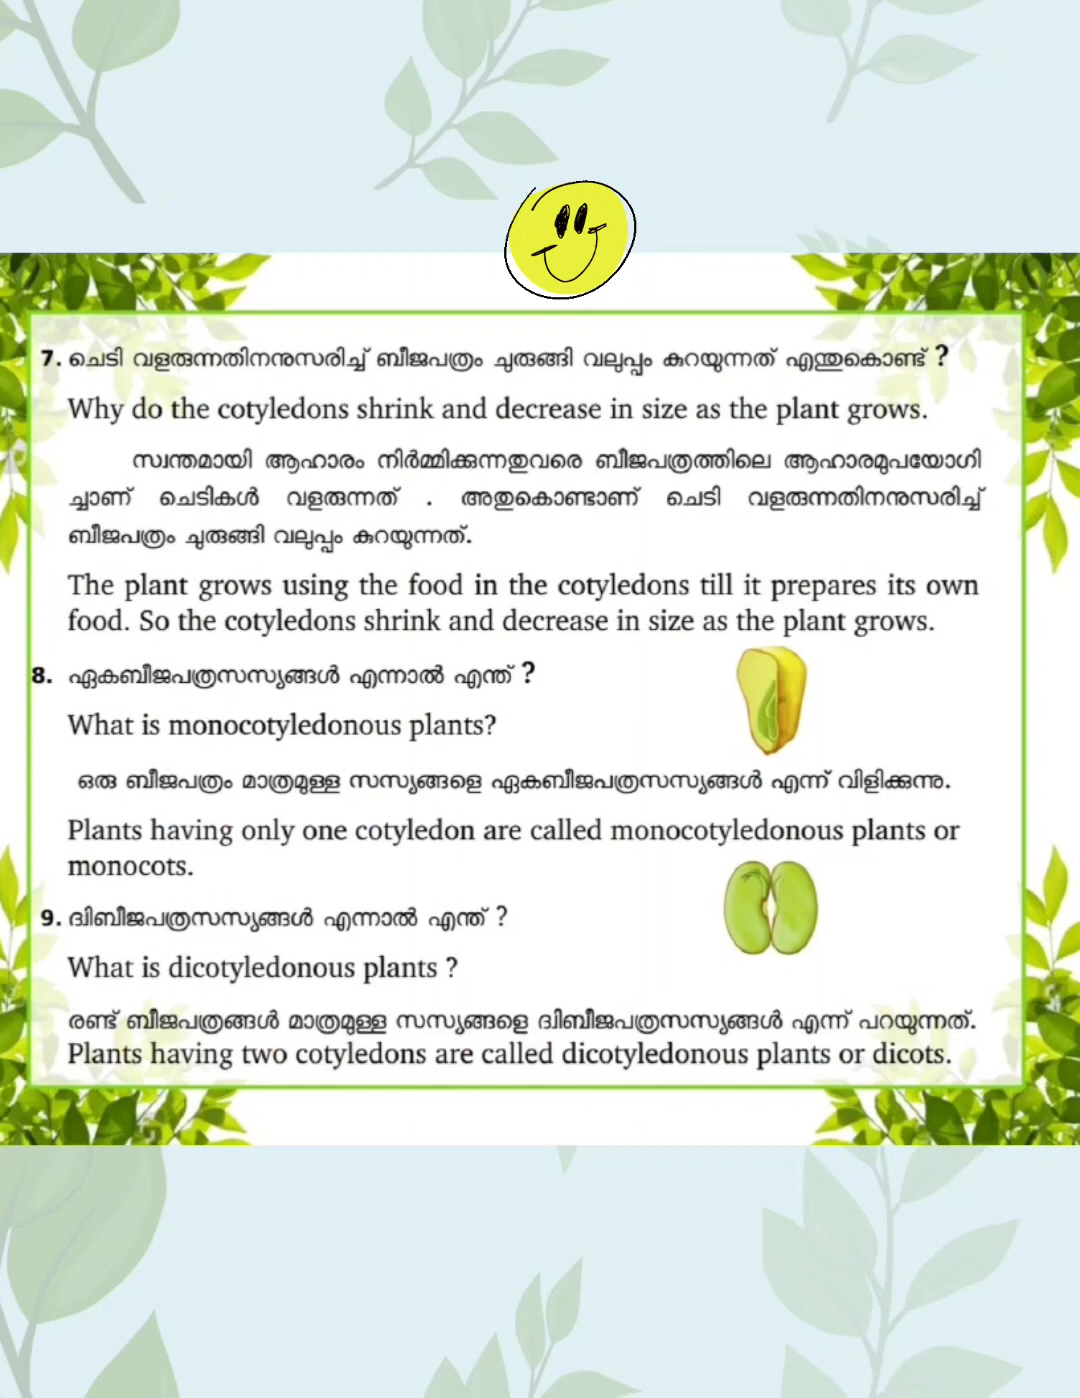 7. ചെടി വളരുന്നതിനനുസരിച്ച് ബീജപത്രം ചുരുങ്ങി വലുപ്പം കുറയുന്നത് എന്തുകൊണ്ട് ?
Why do the cotyledons shrink and decrease in size as the plant grows.
സ്വന്തമായി ആഹാരം നിർമ്മിക്കുന്നതുവരെ ബീജപത്രത്തിലെ ആഹാരമുപയോഗി
ച്ചാണ് ചെടികൾ വളരുന്നത് . അതുകൊണ്ടാണ് ചെടി വളരുന്നതിനനുസരിച്ച്
ബീജപത്രം ചുരുങ്ങി വലുപ്പം കുറയുന്നത്.
The plant grows using the food in the cotyledons till it prepares its own
food. So the cotyledons shrink and decrease in size as the plant grows.
8. ഏകബീജപത്രസസ്യങ്ങൾ എന്നാൽ എന്ത് ?
What is monocotyledonous plants?
ഒരു ബീജപത്രം മാത്രമുള്ള സസ്യങ്ങളെ ഏകബീജപത്രസസ്യങ്ങൾ എന്ന് വിളിക്കുന്നു.
Plants having only one cotyledon are called monocotyledonous plants or
monocots.
9. ദ്വിബീജപത്രസസ്യങ്ങൾ എന്നാൽ എന്ത് ?
What is dicotyledonous plants ?
രണ്ട് ബീജപത്രങ്ങൾ മാത്രമുള്ള സസ്യങ്ങളെ ദ്വിബീജപത്രസസ്യങ്ങൾ എന്ന് പറയുന്നത്.
Plants having two cotyledons are called dicotyledonous plants or dicots.